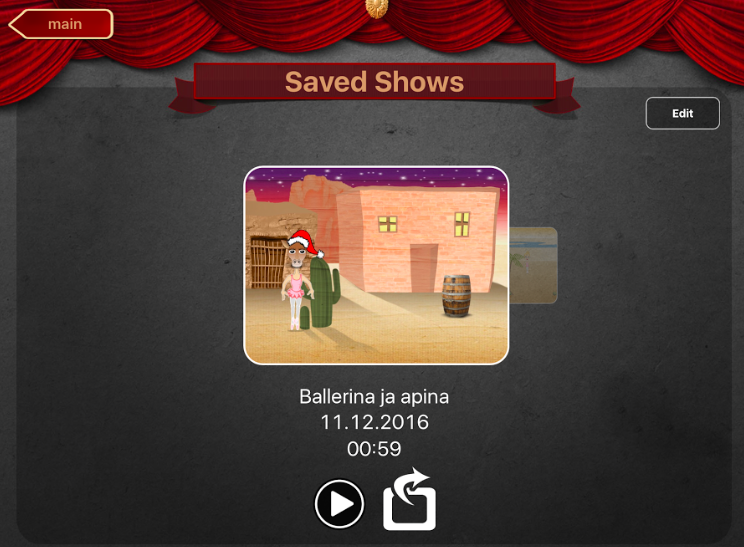 main
Saved Shows
Edit
Ballerina ja apina
11.12.2016
00:59